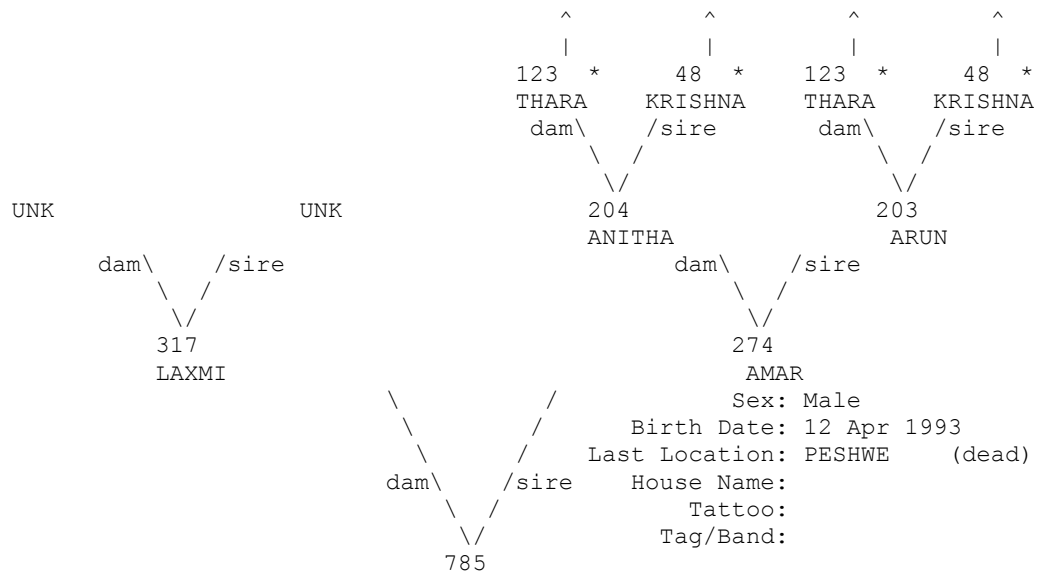 ^ ^ ^ ^
| | | |
123 * 48 * 123 * 48 *
THARA KRISHNA THARA KRISHNA
dam\ /sire dam\ /sire
\ / \ /
\/ \/
UNK UNK 204 203
ANITHA ARUN
dam\ /sire dam\ /sire
\ / \ /
\/ \/
317 274
LAXMI AMAR
\ / Sex: Male
\ / Birth Date: 12 Apr 1993
\ / Last Location: PESHWE (dead)
dam\ /sire House Name:
\ / Tattoo:
\/ Tag/Band:
785